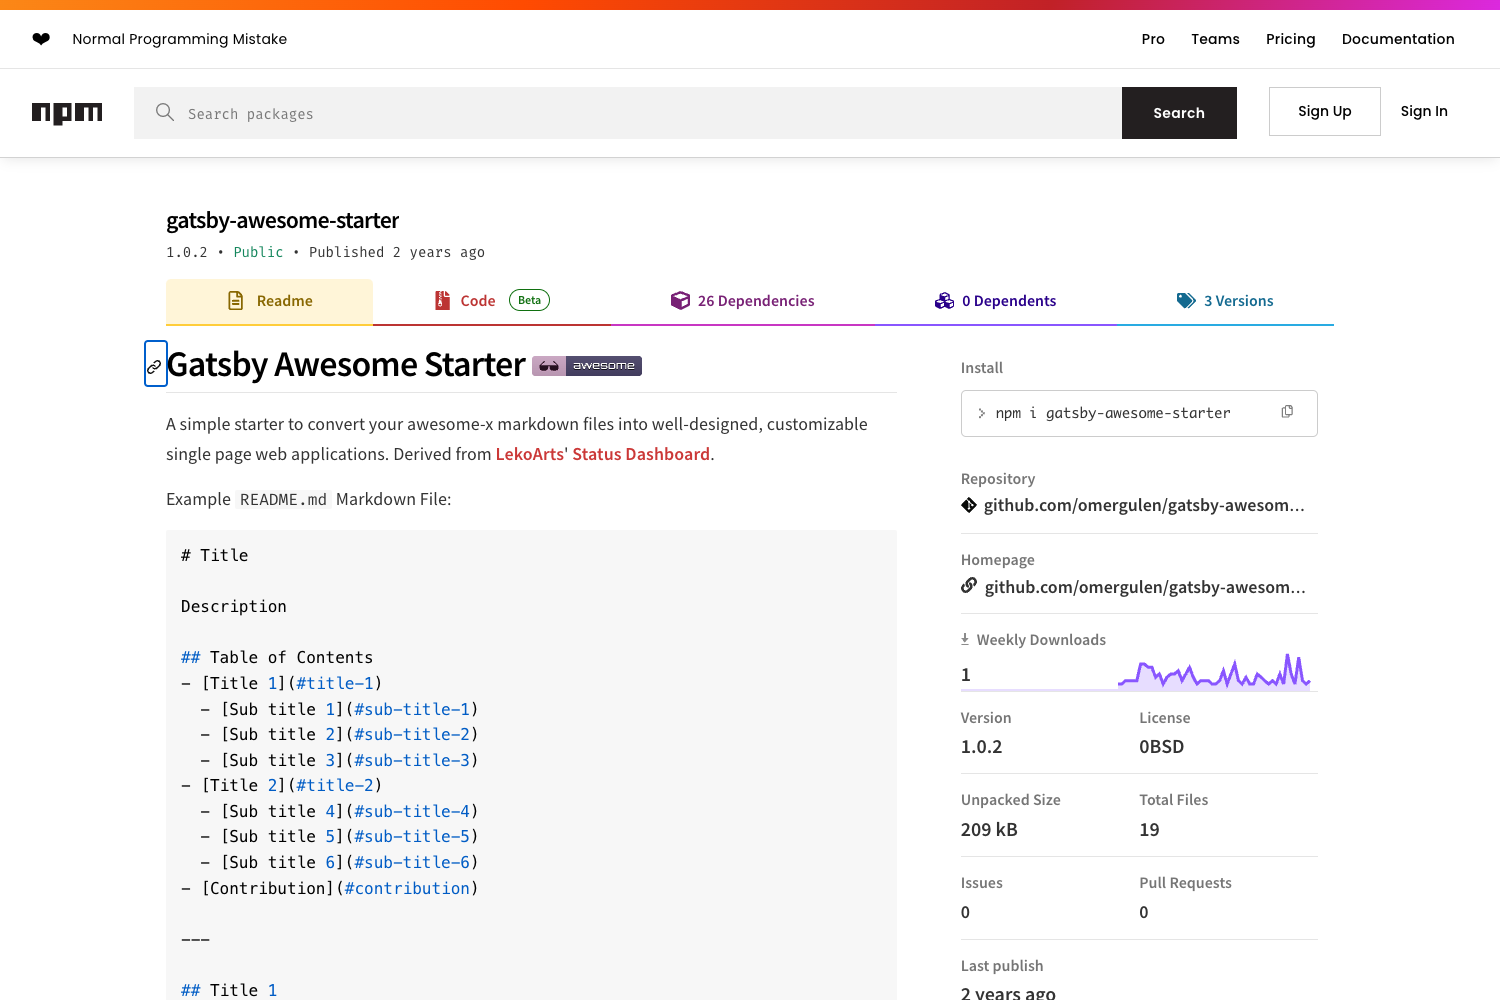 Normal Programming Mistake
Pro Teams Pricing Documentation
npm
Search packages
Search
Sign Up
Sign In
gatsby-awesome-starter
1.0.2 • Public • Published 2 years ago
Readme
Code Beta
26 Dependencies
0 Dependents
3 Versions
Gatsby Awesome Starter awesome
A simple starter to convert your awesome-x markdown files into well-designed, customizable
single page web applications. Derived from LekoArts' Status Dashboard.
Example README.md Markdown File:
# Title
Description
## Table of Contents
- [Title 1](#title-1)
- [Sub title 1](#sub-title-1)
- [Sub title 2](#sub-title-2)
- [Sub title 3](#sub-title-3)
- [Title 2](#title-2)
- [Sub title 4](#sub-title-4)
- [Sub title 5](#sub-title-5)
- [Sub title 6](#sub-title-6)
- [Contribution](#contribution)
---
## Title 1
Install
> npm i gatsby-awesome-starter
Repository
github.com/omergulen/gatsby-awesom...
Homepage
github.com/omergulen/gatsby-awesom...
Weekly Downloads
1
Version
1.0.2
License
0BSD
Unpacked Size
209 kB
Total Files
19
Issues
0
Pull Requests
0
Last publish
2 years ago